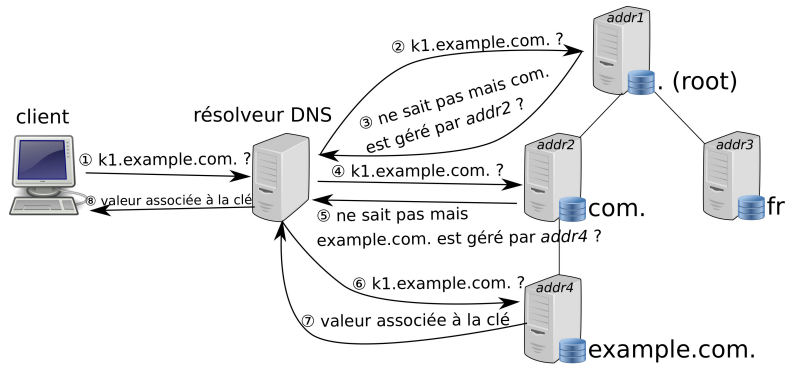 addr1
② k1.example.com. ?
. (root)
③ ne sait pas mais com.
est géré par addr2 ?
client
résolveur DNS
① k1.example.com. ?
addr2
addr3
④ k1.example.com. ?
⑧ valeur associée à la clé
⑤ ne sait pas mais
example.com. est géré par addr4 ?
com.
fr
⑥ k1.example.com. ?
addr4
⑦ valeur associée à la clé
example.com.